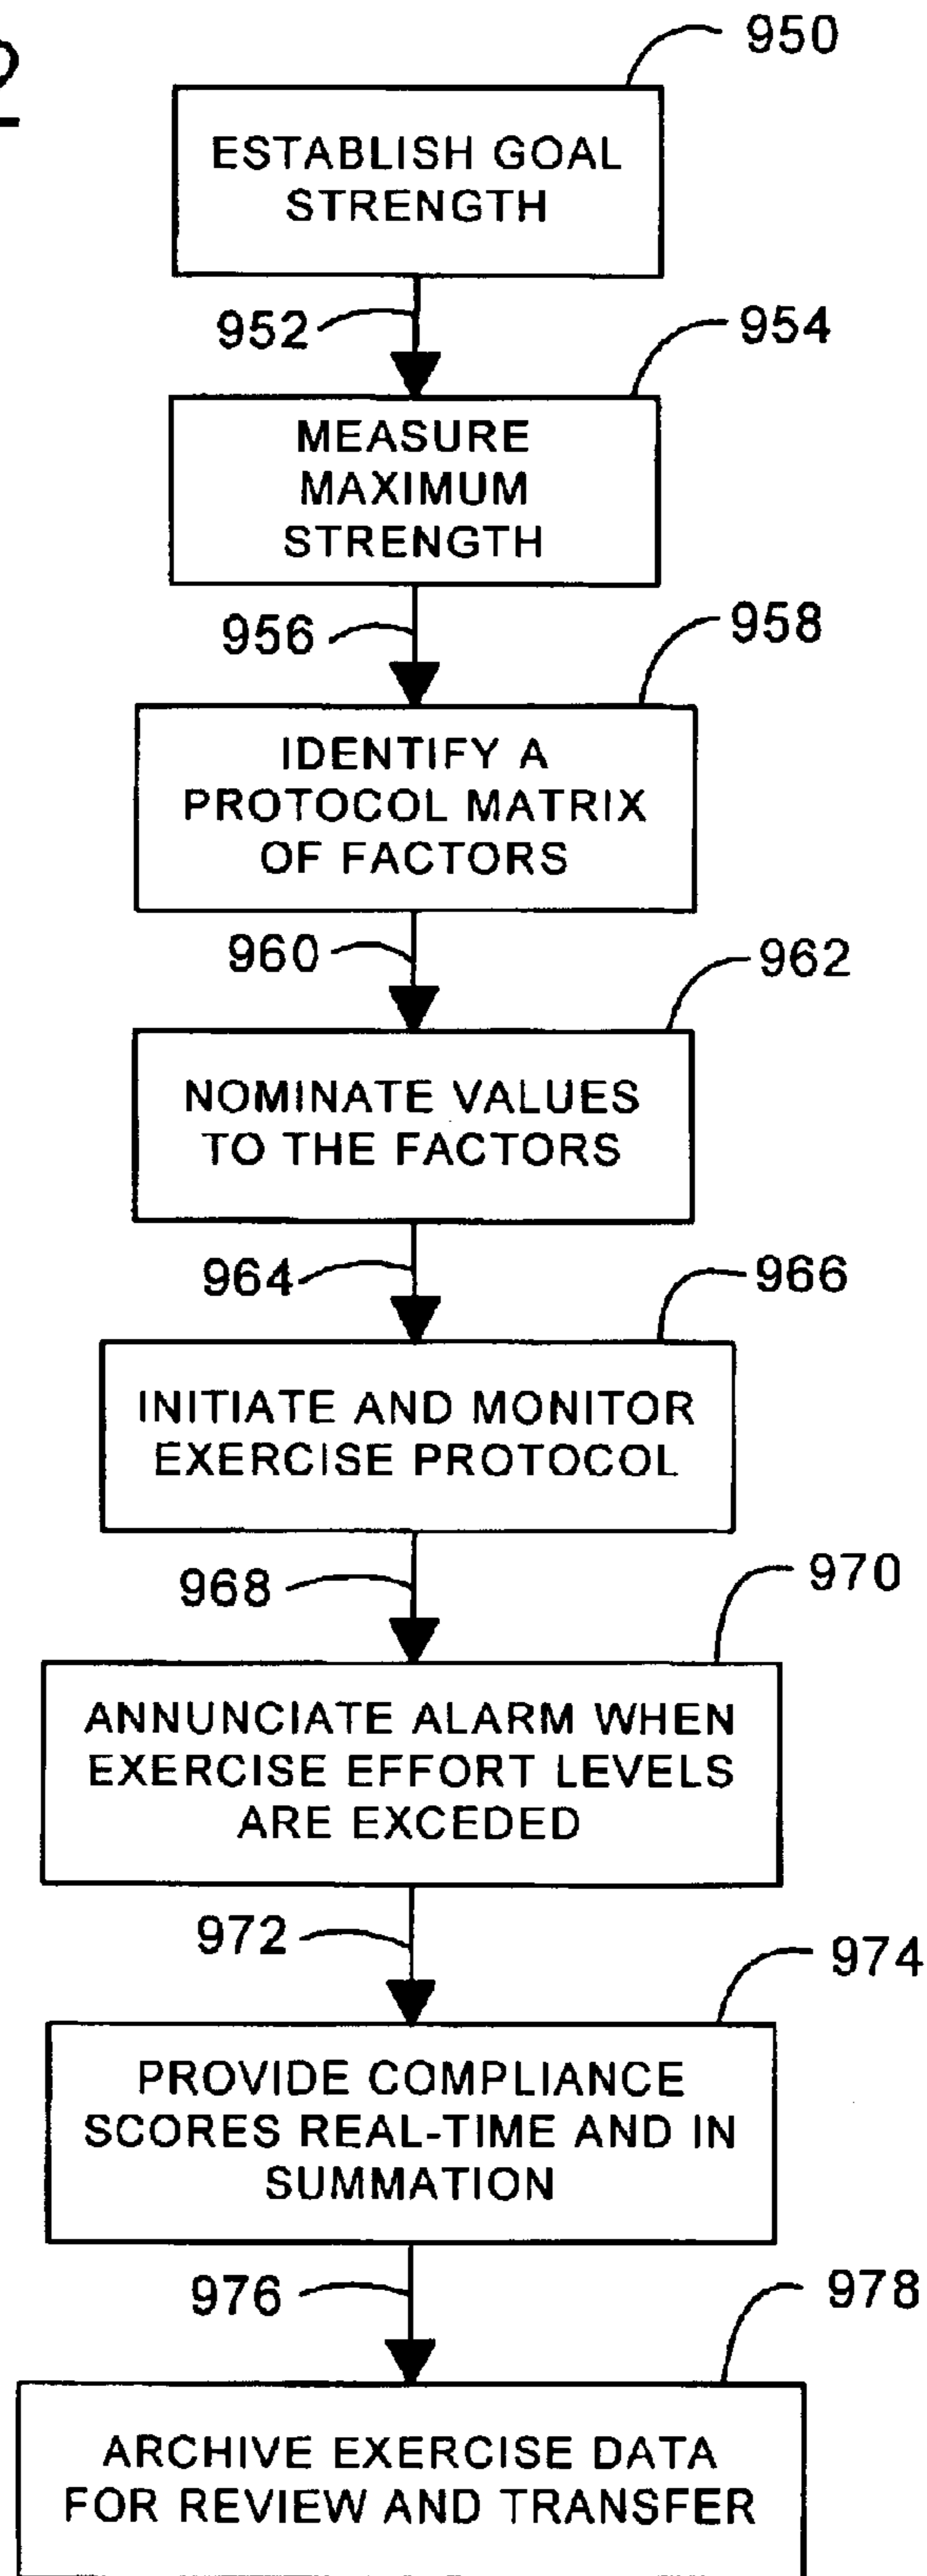 950
ESTABLISH GOAL
STRENGTH
952
954
MEASURE
MAXIMUM
STRENGTH
956
958
IDENTIFY A
PROTOCOL MATRIX
OF FACTORS
960
962
NOMINATE VALUES
TO THE FACTORS
964
966
INITIATE AND MONITOR
EXERCISE PROTOCOL
968
970
ANNUNCIATE ALARM WHEN
EXERCISE EFFORT LEVELS
ARE EXCEDED
972
974
PROVIDE COMPLIANCE
SCORES REAL-TIME AND IN
SUMMATION
976
978
ARCHIVE EXERCISE DATA
FOR REVIEW AND TRANSFER